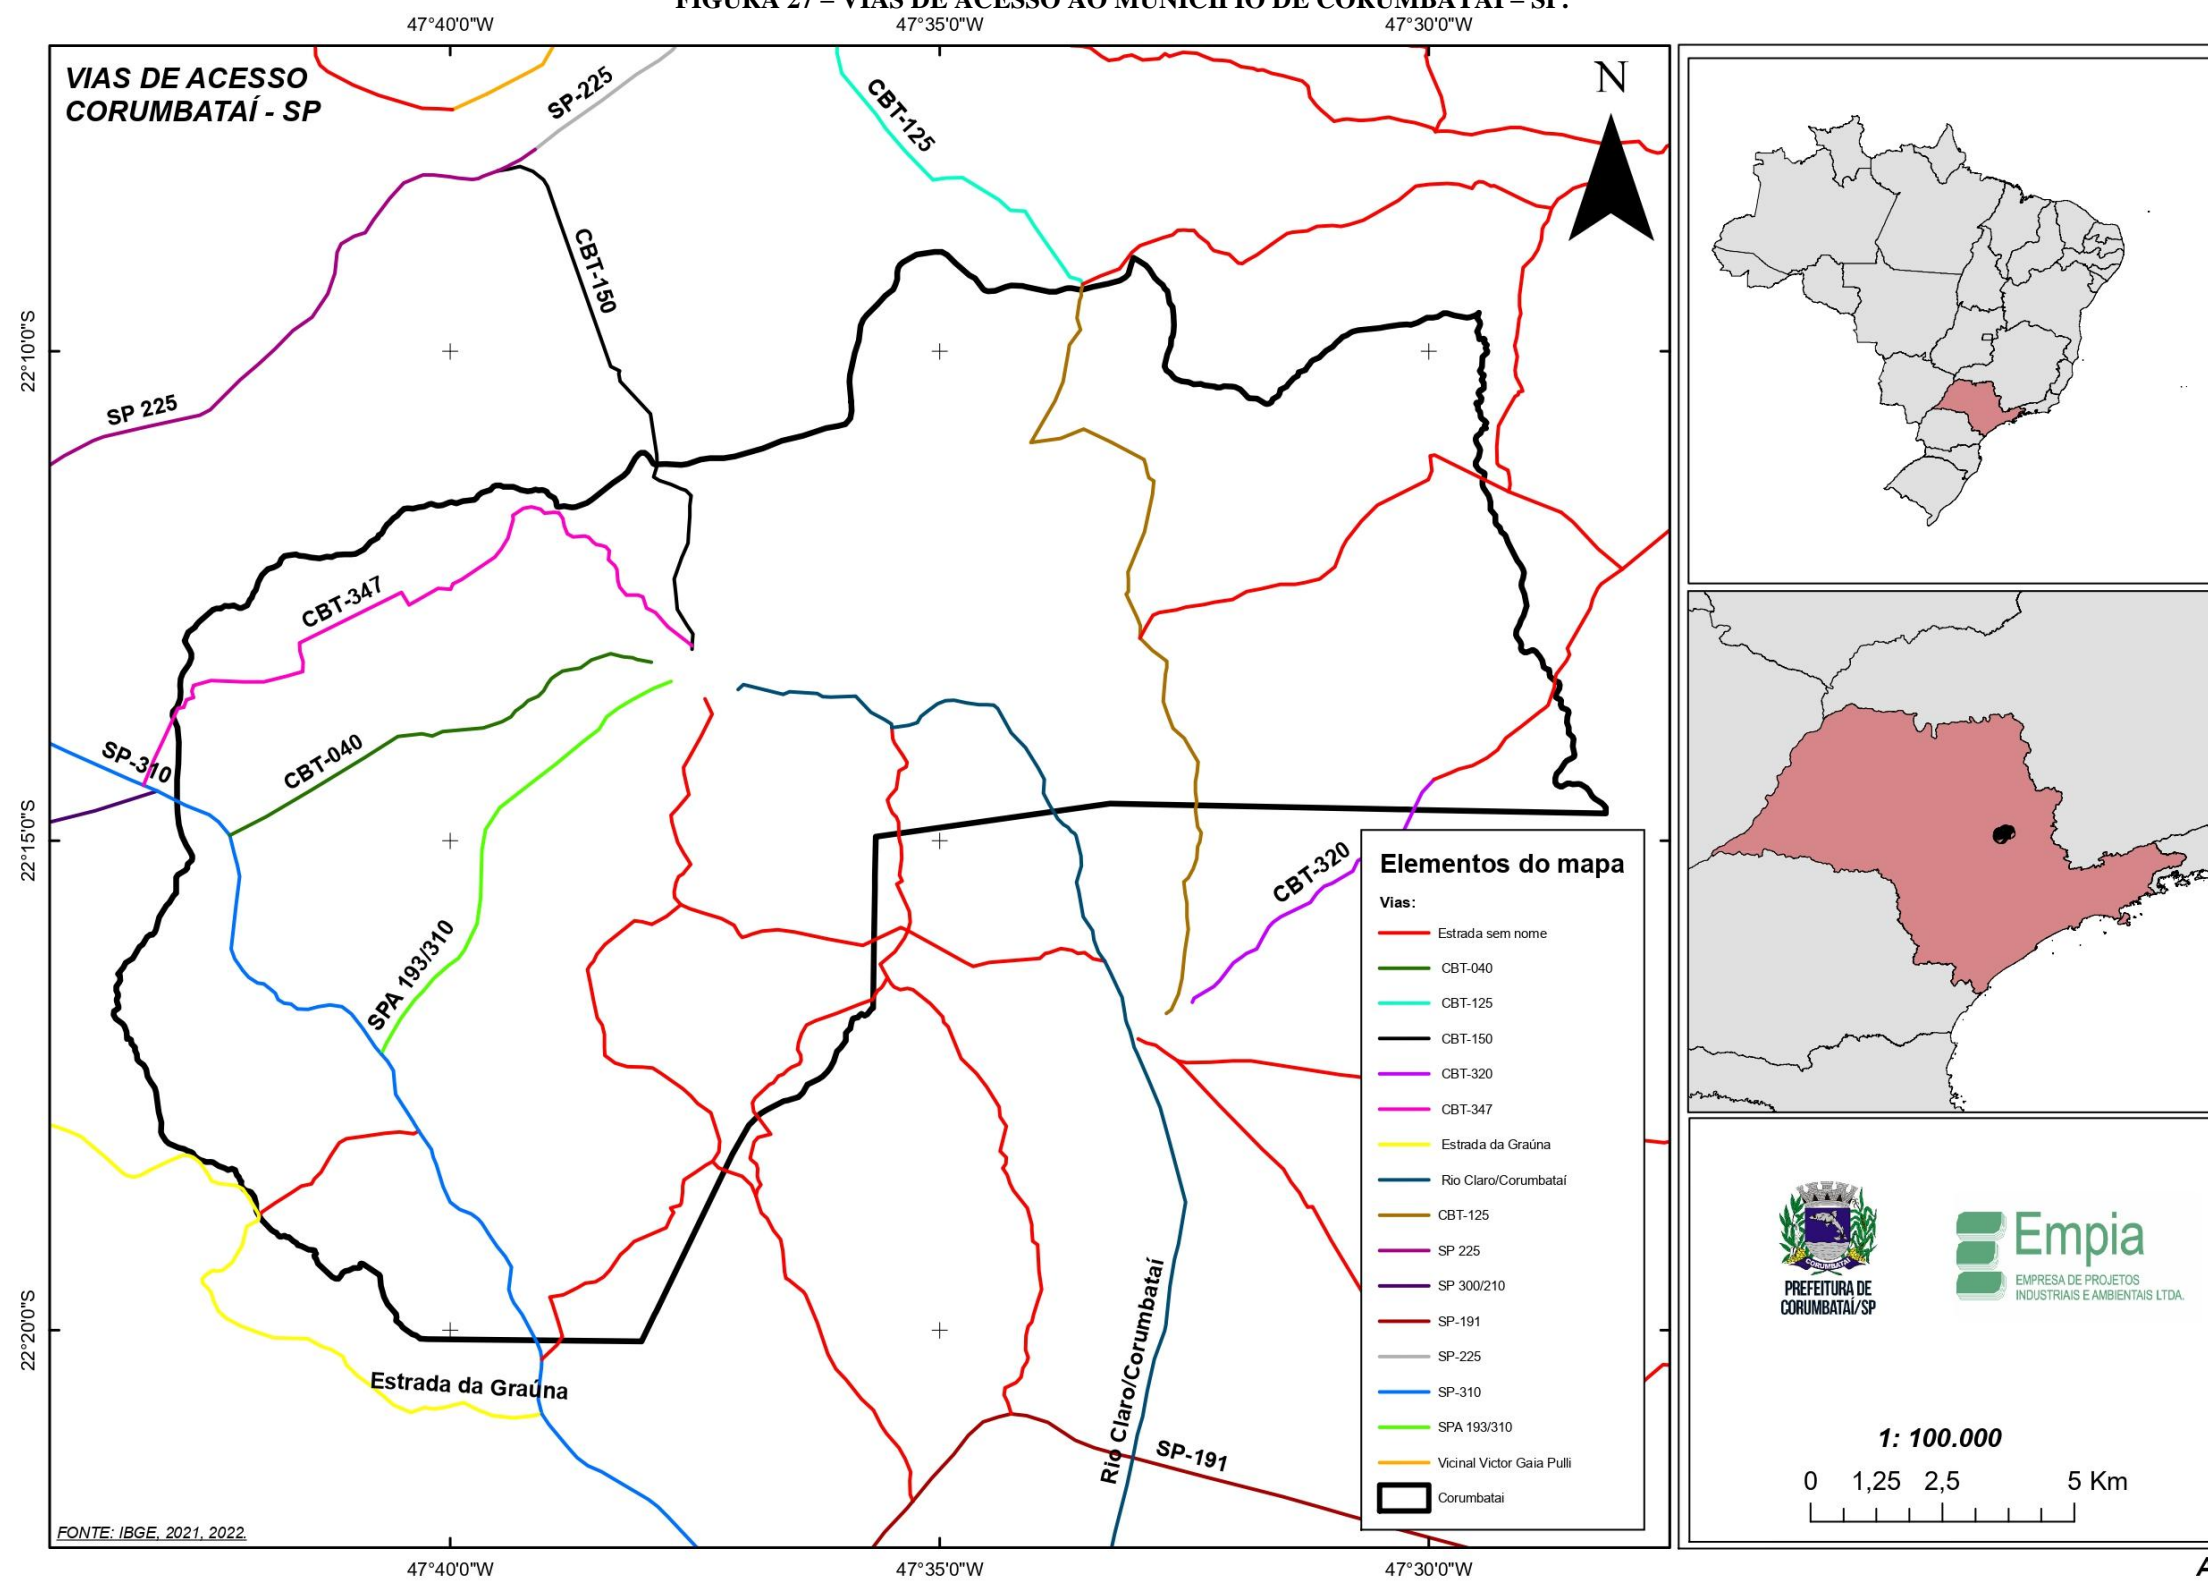 FIGURA 27 – VIAS DE ACESSO AO MUNICÍPIO DE CORUMBATAÍ – SP.
47°40'0"W
47°35'0"W
47°30'0"W
VIAS DE ACESSO
CORUMBATAÍ - SP
SP-225
CBT-125
N
CBT-150
22°10'0"S
SP 225
CBT-347
SP-310
CBT-040
22°15'0"S
CBT-320
SPA 193/310
22°20'0"S
Estrada da Graúna
Rio Claro/Corumbataí
SP-191
Elementos do mapa
Vias:
Estrada sem nome
CBT-040
CBT-125
CBT-150
CBT-320
CBT-347
Estrada da Graúna
Rio Claro/Corumbataí
CBT-125
SP 225
SP 300/210
SP-191
SP-225
SP-310
SPA 193/310
Vicinal Victor Gaia Pulli
Corumbatai
FONTE: IBGE, 2021, 2022.
47°40'0"W
47°35'0"W
47°30'0"W
CORUMBATAÍ
PREFEITURA DE
CORUMBATAÍ/SP
Empia
EMPRESA DE PROJETOS
INDUSTRIAIS E AMBIENTAIS LTDA.
1: 100.000
0 1,25 2,5 5 Km